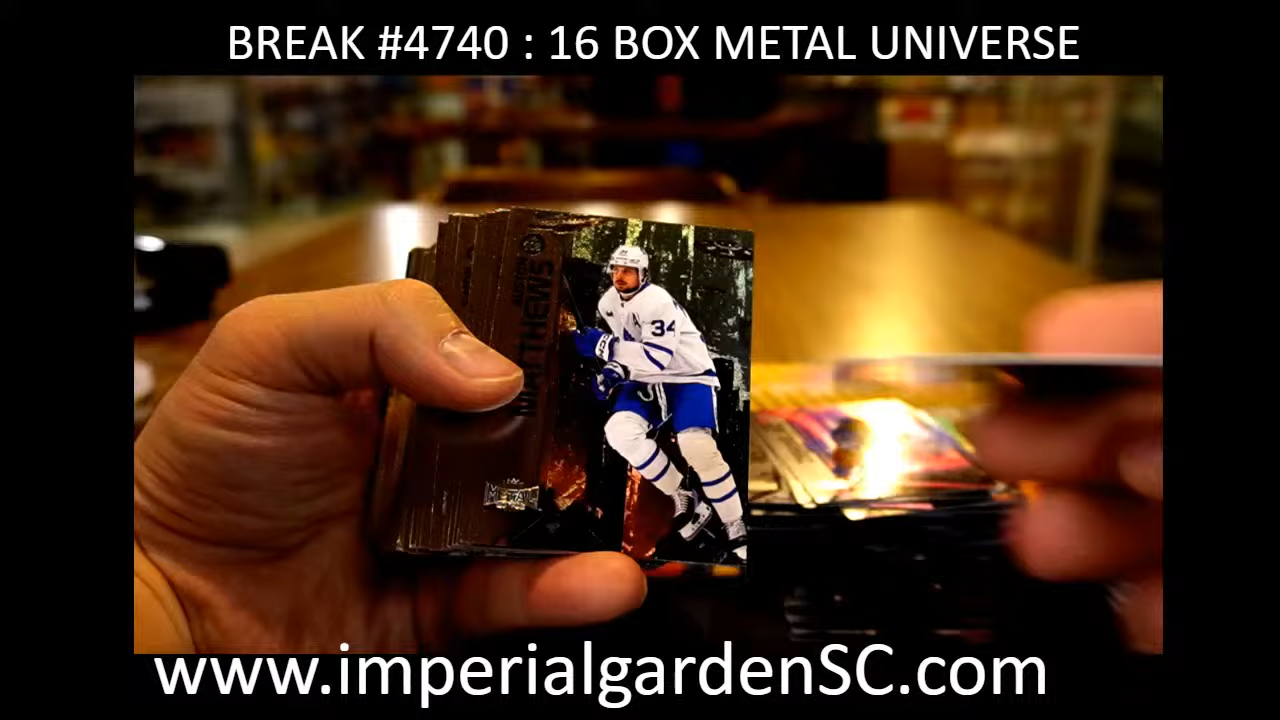 BREAK #4740 : 16 BOX METAL UNIVERSE
MATTHEWS
34
METAL
www.imperialgardenSC.com